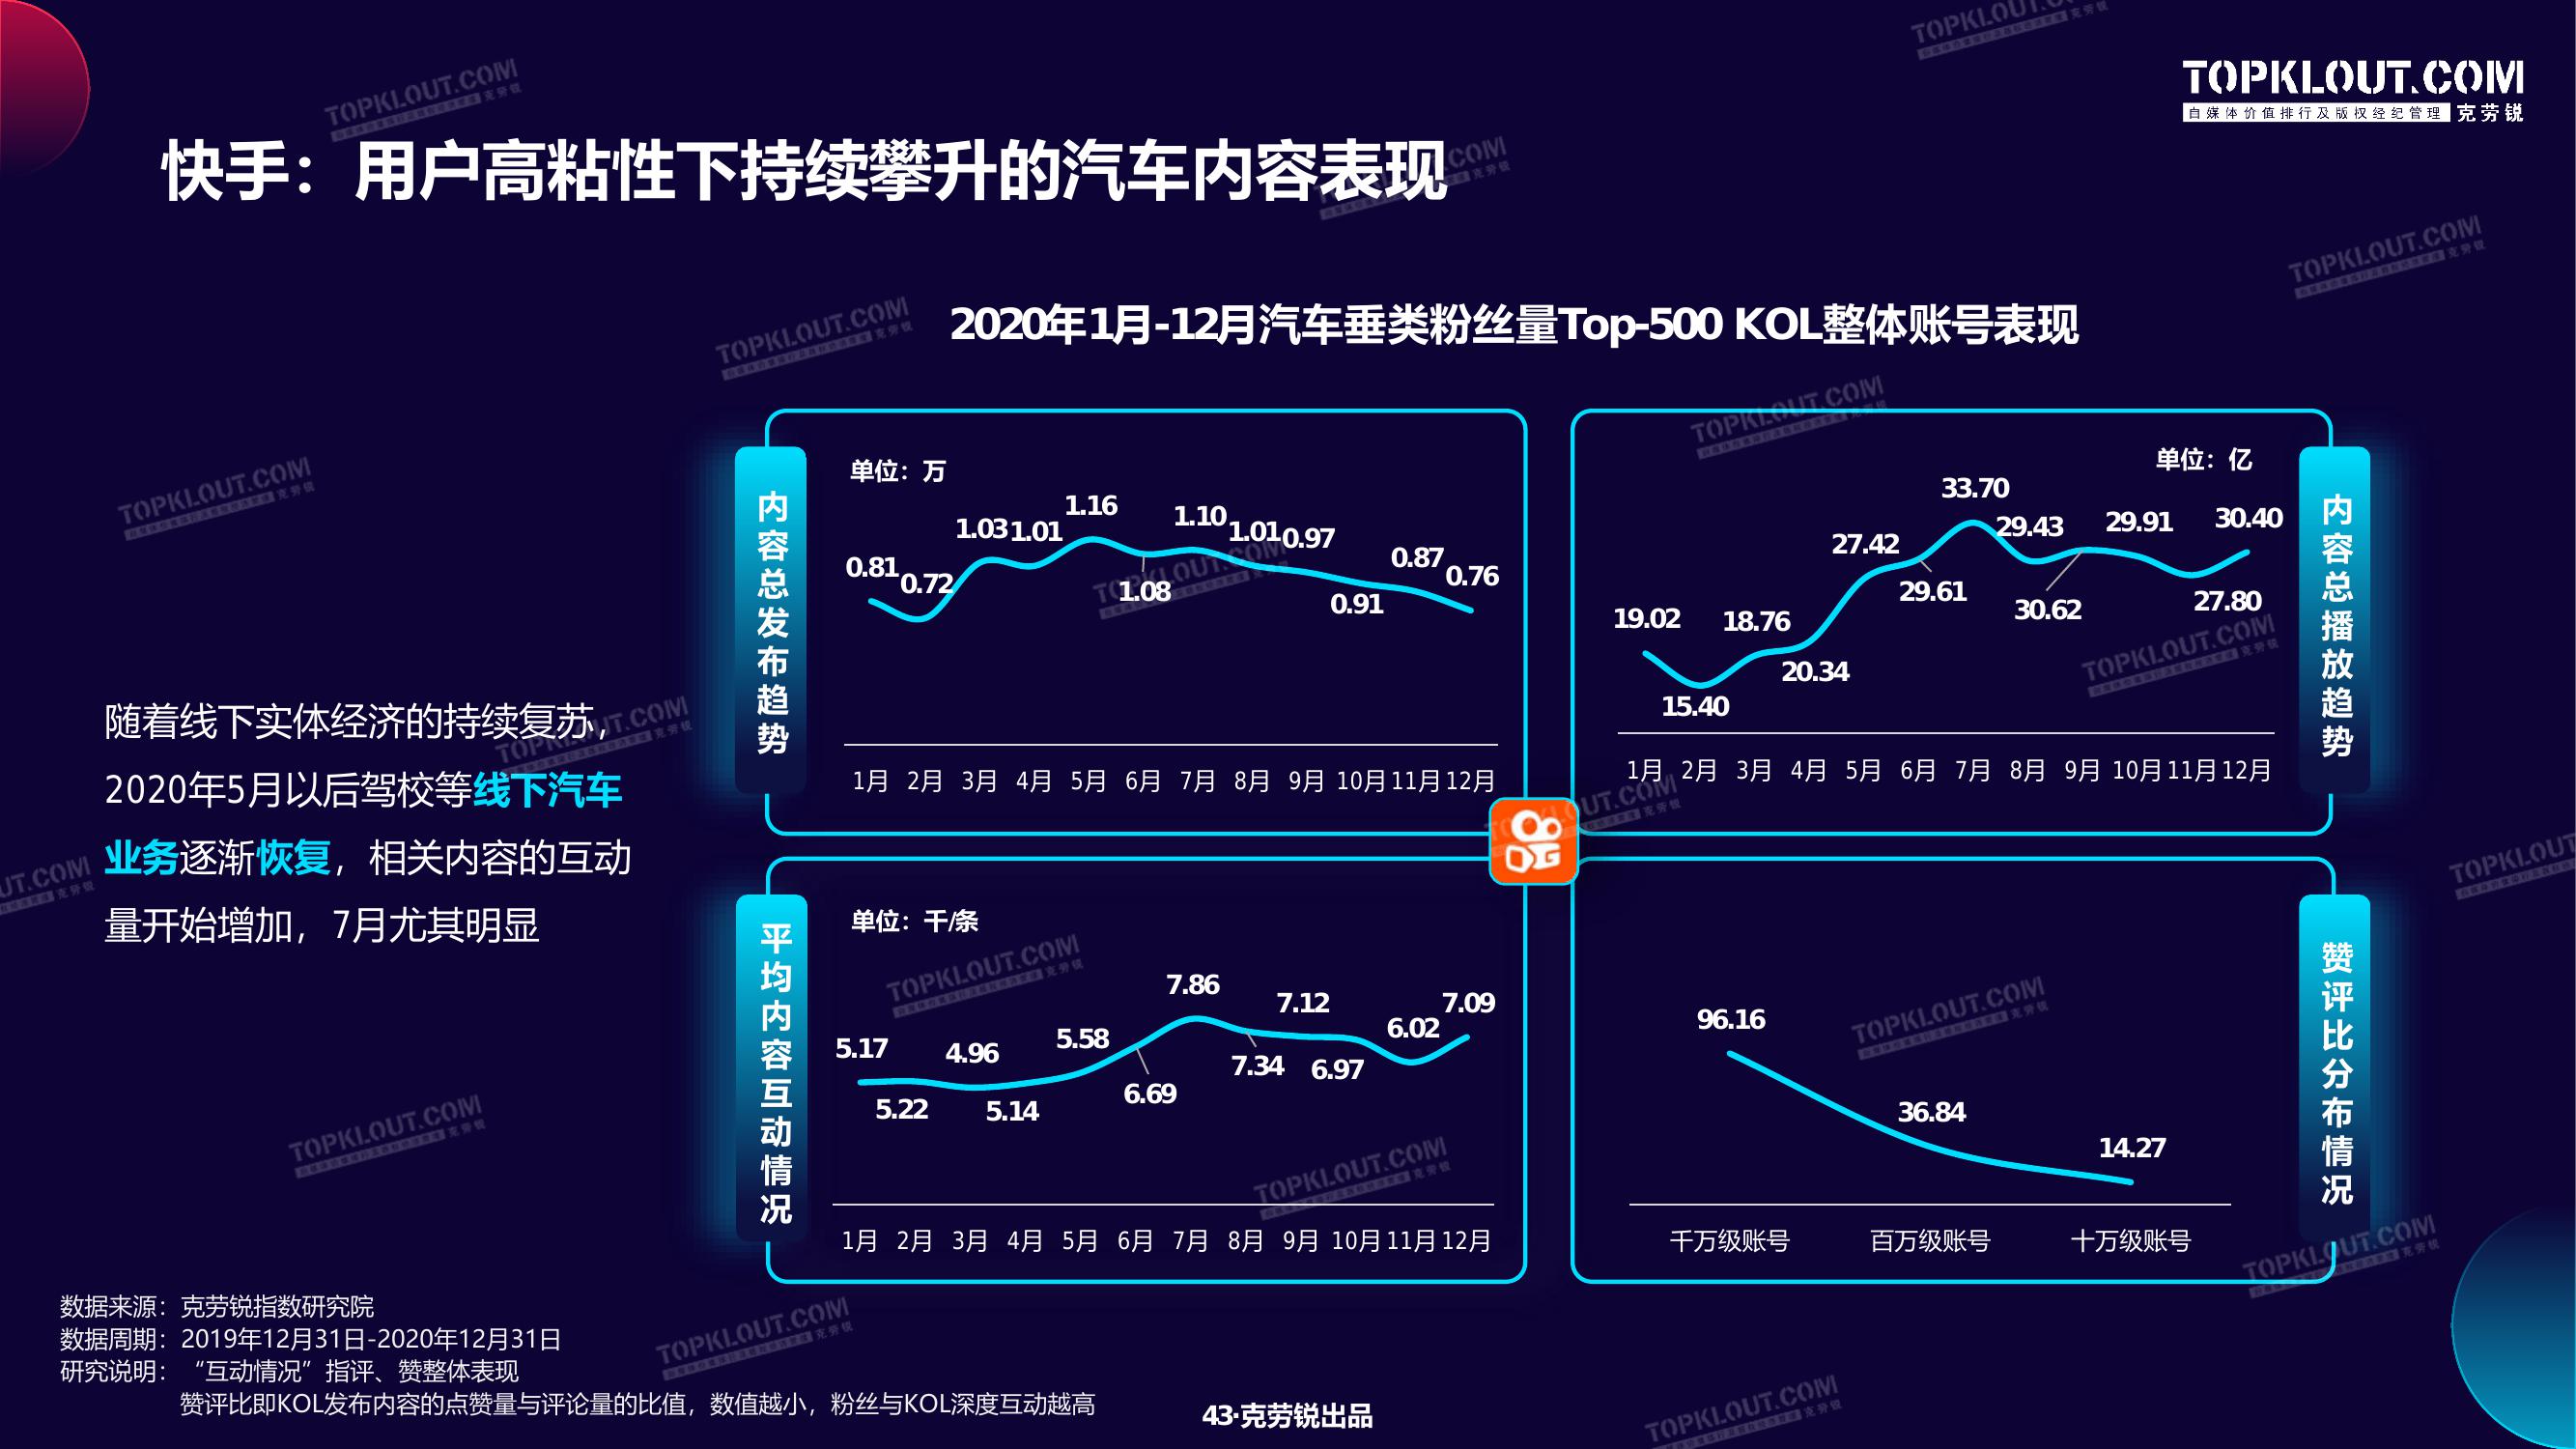 TOPKLOUT.COM
自媒体价值排行及版权经纪管理 克劳锐
快手：用户高粘性下持续攀升的汽车内容表现
2020年1月-12月汽车垂类粉丝量Top-500 KOL整体账号表现
随着线下实体经济的持续复苏，
2020年5月以后驾校等线下汽车
业务逐渐恢复，相关内容的互动
量开始增加，7月尤其明显
内容总发布趋势
单位：万
0.81 0.72 1.03 1.01 1.16 1.08 1.10 1.01 0.97 0.91 0.87 0.76
1月 2月 3月 4月 5月 6月 7月 8月 9月 10月 11月 12月
内容总播放趋势
单位：亿
19.02 15.40 18.76 20.34 27.42 29.61 33.70 29.43 30.62 29.91 27.80 30.40
1月 2月 3月 4月 5月 6月 7月 8月 9月 10月 11月 12月
平均内容互动情况
单位：千/条
5.17 5.22 4.96 5.14 5.58 6.69 7.86 7.34 7.12 6.97 6.02 7.09
1月 2月 3月 4月 5月 6月 7月 8月 9月 10月 11月 12月
赞评比分布情况
96.16 36.84 14.27
千万级账号 百万级账号 十万级账号
数据来源：克劳锐指数研究院
数据周期：2019年12月31日-2020年12月31日
研究说明：“互动情况”指评、赞整体表现
赞评比即KOL发布内容的点赞量与评论量的比值，数值越小，粉丝与KOL深度互动越高
43·克劳锐出品